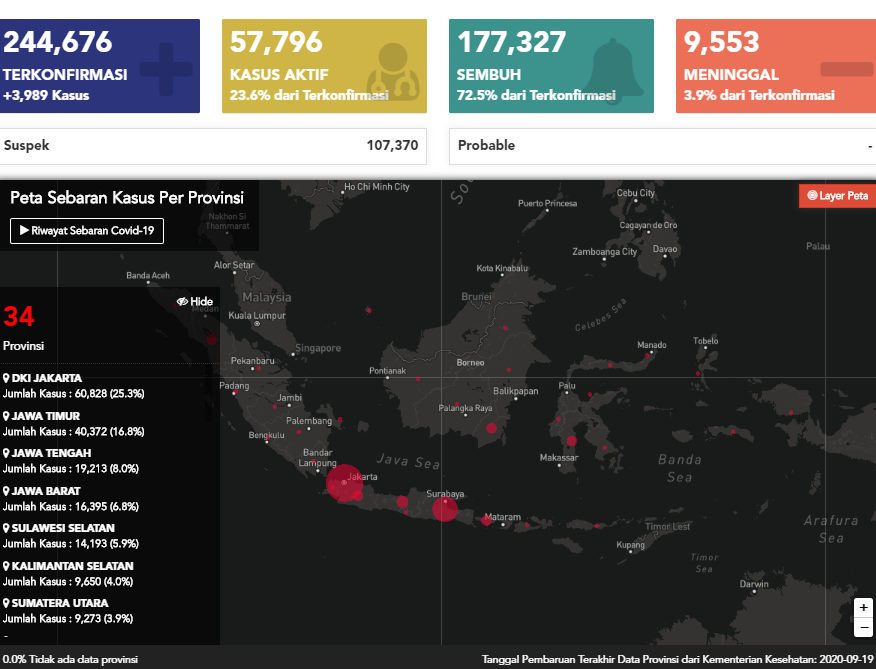 244,676
TERKONFIRMASI
+3,989 Kasus
57,796
KASUS AKTIF
23.6% dari Terkonfirmasi
177,327
SEMBUH
72.5% dari Terkonfirmasi
9,553
MENINGGAL
3.9% dari Terkonfirmasi
Suspek 107,370
Probable -
Peta Sebaran Kasus Per Provinsi
Riwayat Sebaran Covid-19
Layer Peta
Hide
34
Provinsi
DKI JAKARTA
Jumlah Kasus : 60,828 (25.3%)
JAWA TIMUR
Jumlah Kasus : 40,372 (16.8%)
JAWA TENGAH
Jumlah Kasus : 19,213 (8.0%)
JAWA BARAT
Jumlah Kasus : 16,395 (6.8%)
SULAWESI SELATAN
Jumlah Kasus : 14,193 (5.9%)
KALIMANTAN SELATAN
Jumlah Kasus : 9,650 (4.0%)
SUMATERA UTARA
Jumlah Kasus : 9,273 (3.9%)
Ho Chi Minh City
So
Nakhon Si
Thammarat
Puerto Princesa
Cebu City
Cagayan de Oro
Zamboanga City
Davao
Palau
Banda Aceh
Alor Setar
Kota Kinabalu
Medan
Malaysia
Brunei
Kuala Lumpur
Celebes Sea
Singapore
Manado
Tobelo
Pekanbaru
Borneo
Pontianak
Padang
Balikpapan
Palu
Jambi
Palangka Raya
Palembang
Bengkulu
Bandar
Lampung
Java Sea
Makassar
Banda
Sea
Jakarta
Surabaya
Mataram
Timor Lest
Arafura
Sea
Kupang
Timor
Sea
Darwin
+
−
0.0% Tidak ada data provinsi
Tanggal Pembaruan Terakhir Data Provinsi dari Kementerian Kesehatan: 2020-09-19